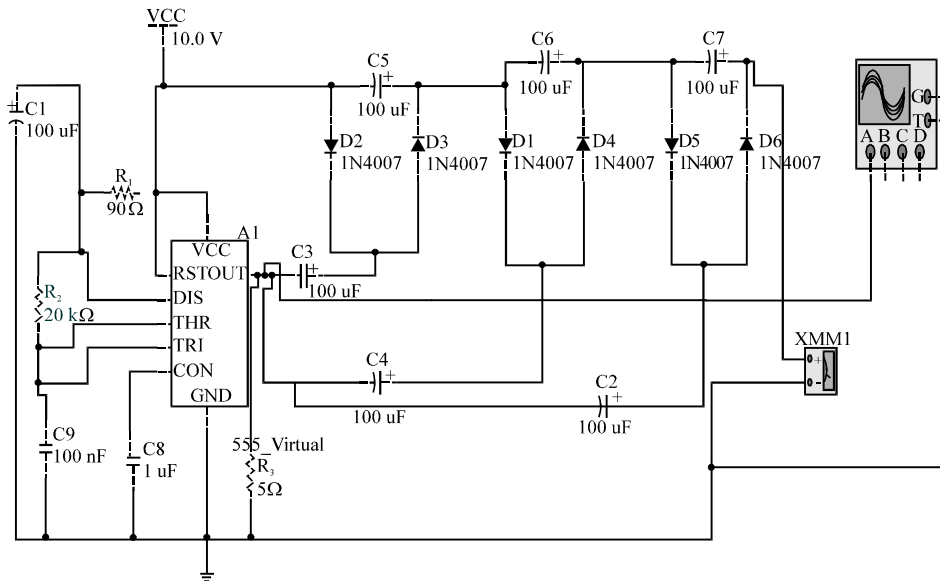 VCC
10.0 V
C1
100 uF
R₁
90Ω
R₂
20 kΩ
C9
100 nF
C8
1 uF
A1
VCC
RST
OUT
DIS
THR
TRI
CON
GND
555_Virtual
R₃
5Ω
C3
100 uF
C5
100 uF
D2
1N4007
D3
1N4007
C4
100 uF
C2
100 uF
C6
100 uF
D1
1N4007
D4
1N4007
C7
100 uF
D5
1N4007
D6
1N4007
G
T
A B C D
XMM1